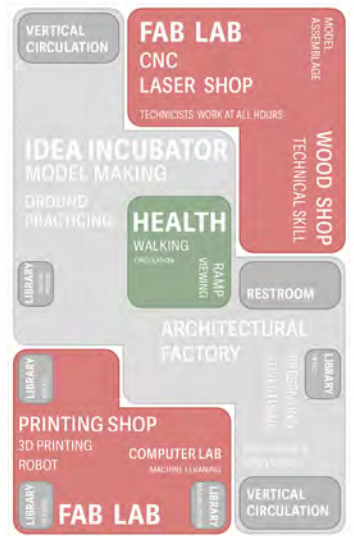 VERTICAL
CIRCULATION
FAB LAB
CNC
LASER SHOP
TECHNICISTS WORK AT ALL HOURS
MODEL
ASSEMBLAGE
WOOD SHOP
TECHNICAL SKILL
IDEA INCUBATOR
MODEL MAKING
GROUND
PRACTICING
HEALTH
WALKING
CIRCULATION
RAMP
VIEWING
LIBRARY
RESTROOM
ARCHITECTURAL
FACTORY
LIBRARY
LIBRARY
PRINTING SHOP
3D PRINTING
ROBOT
COMPUTER LAB
MACHINE LEANING
LIBRARY
LIBRARY
FAB LAB
VERTICAL
CIRCULATION